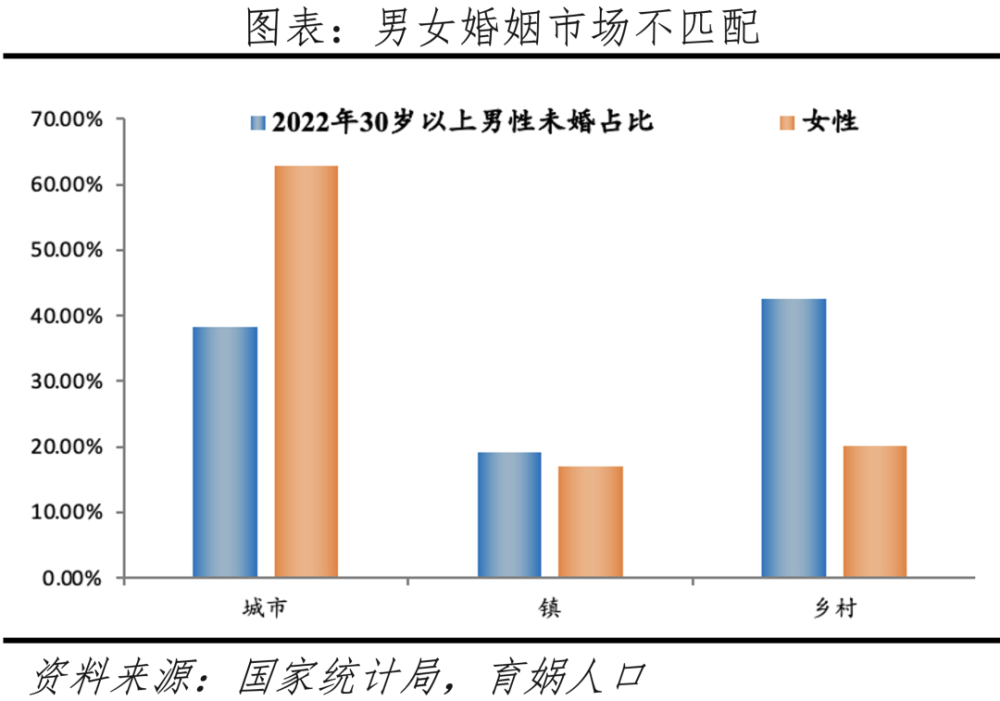 图表：男女婚姻市场不匹配
2022年30岁以上男性未婚占比 女性
70.00%
60.00%
50.00%
40.00%
30.00%
20.00%
10.00%
0.00%
城市 镇 乡村
资料来源：国家统计局，育娲人口